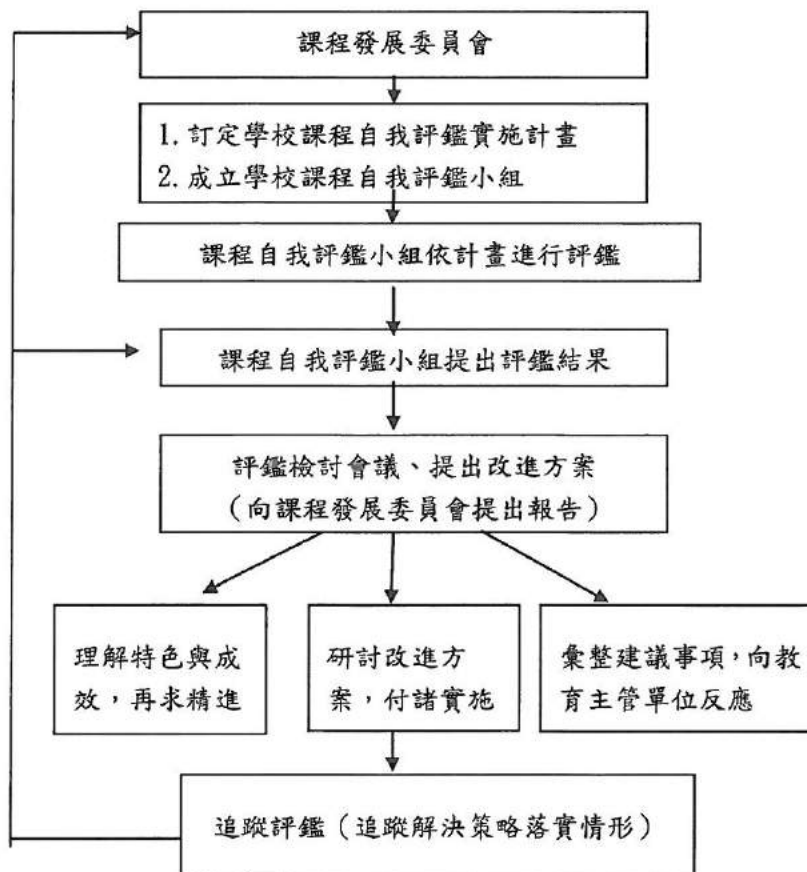 課程發展委員會
1. 訂定學校課程自我評鑑實施計畫
2. 成立學校課程自我評鑑小組
課程自我評鑑小組依計畫進行評鑑
課程自我評鑑小組提出評鑑結果
評鑑檢討會議、提出改進方案
（向課程發展委員會提出報告）
理解特色與成
效，再求精進
研討改進方
案，付諸實施
彙整建議事項，向教
育主管單位反應
追蹤評鑑（追蹤解決策略落實情形）